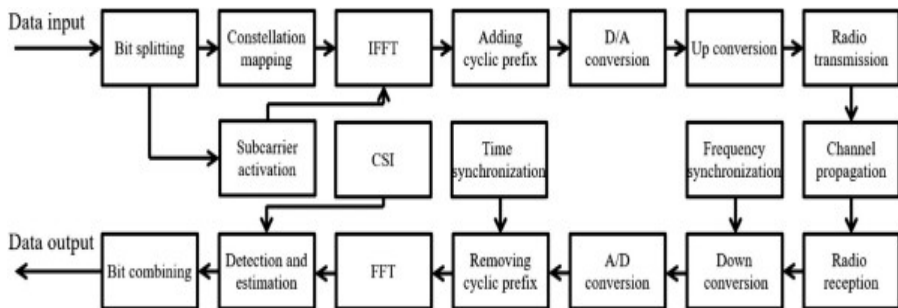 Data input
Bit splitting
Constellation
mapping
IFFT
Adding
cyclic prefix
D/A
conversion
Up conversion
Radio
transmission
Subcarrier
activation
CSI
Time
synchronization
Frequency
synchronization
Channel
propagation
Data output
Bit combining
Detection and
estimation
FFT
Removing
cyclic prefix
A/D
conversion
Down
conversion
Radio
reception